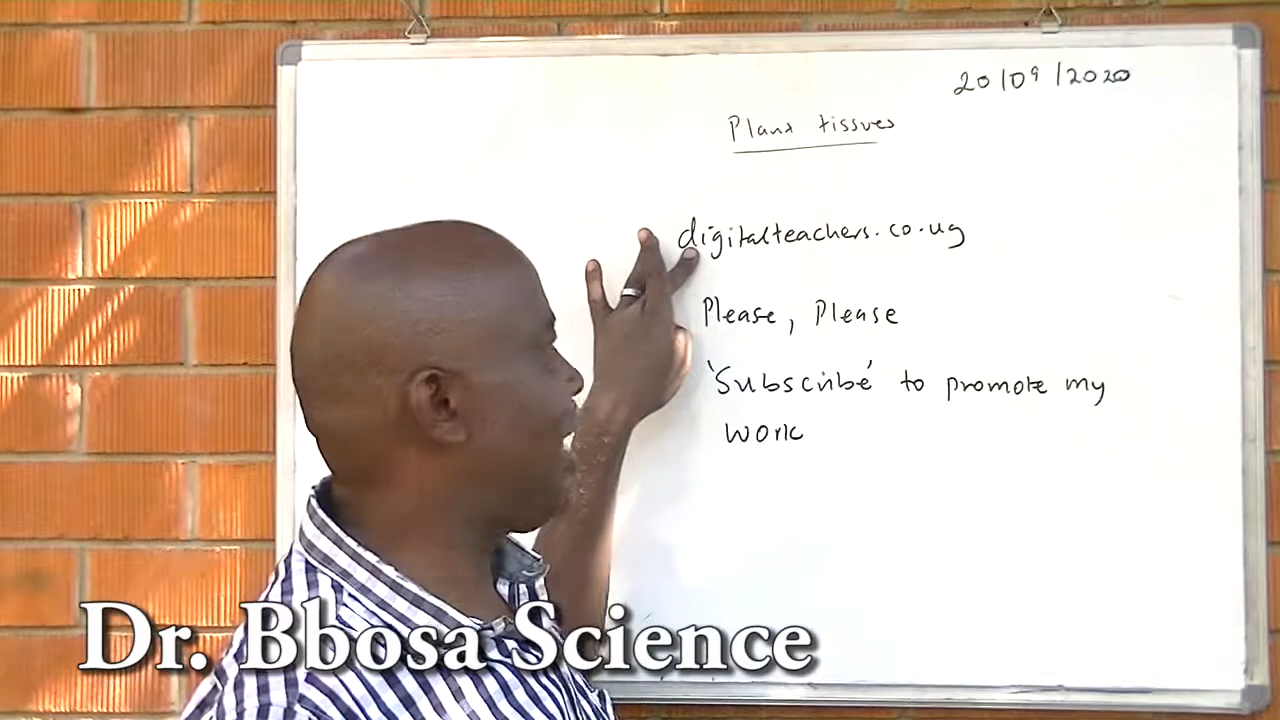 20/09/2020
Plant tissues
digitalteachers.co.ug
Please, Please
'Subscribe' to promote my
work
Dr. Bbosa Science